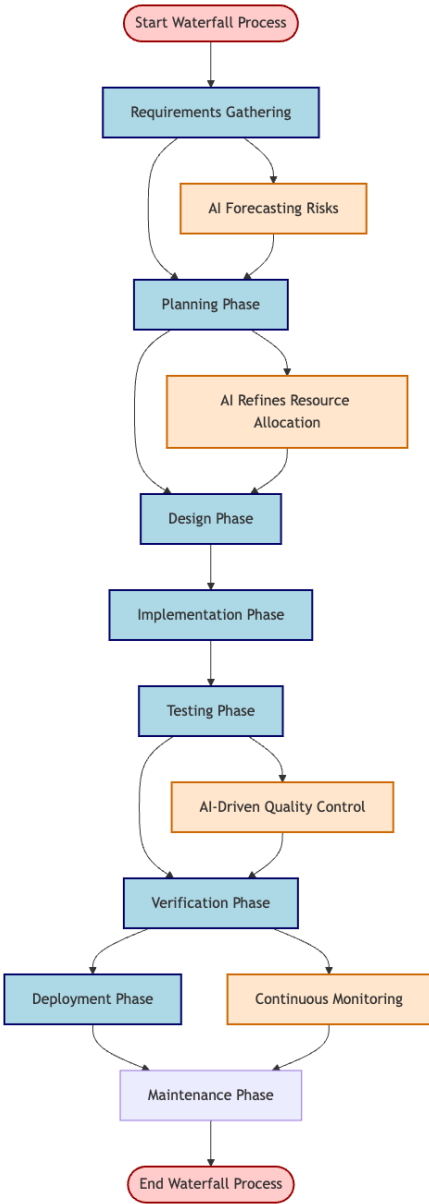 Start Waterfall Process
Requirements Gathering
AI Forecasting Risks
Planning Phase
AI Refines Resource
Allocation
Design Phase
Implementation Phase
Testing Phase
AI-Driven Quality Control
Verification Phase
Deployment Phase
Continuous Monitoring
Maintenance Phase
End Waterfall Process